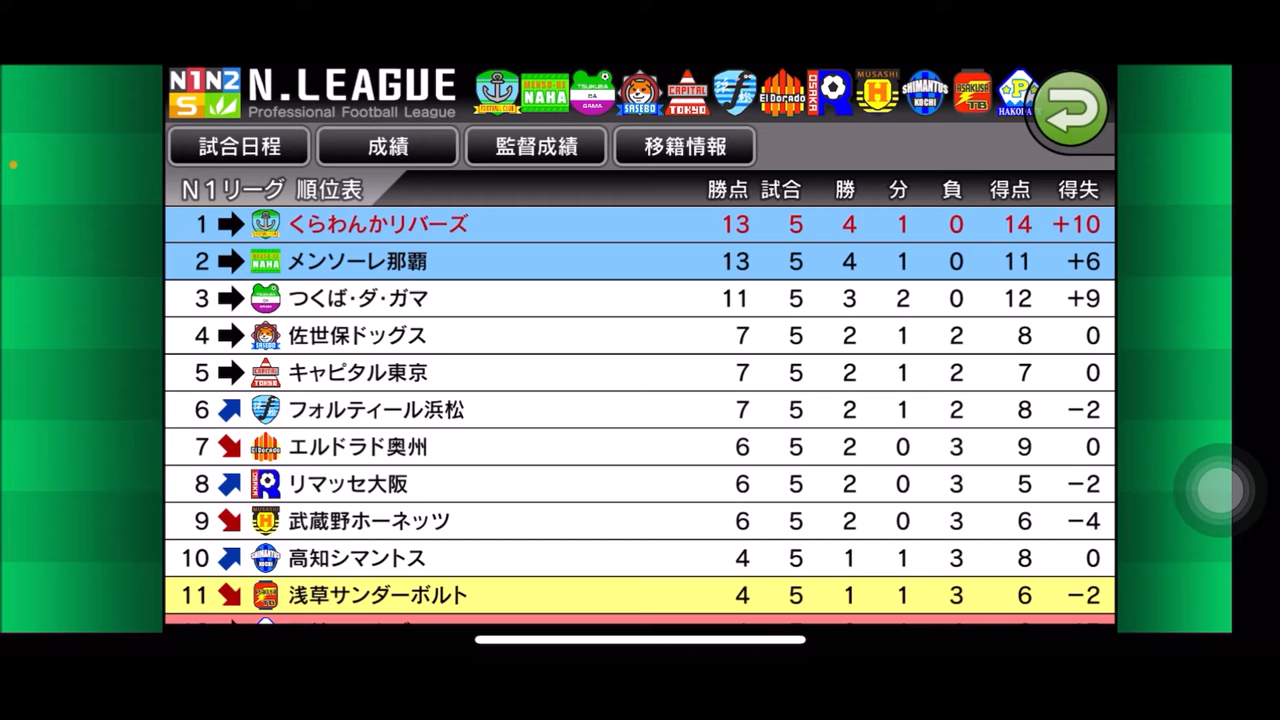 N1 N2 S N.LEAGUE
Professional Football League
FOOTBALL CLUB MENSO-RE NAHA TSUKUBA DA GAMA SASEBO CAPITAL TOKYO 浜松 El Dorado OSAKA R MUSASHI H SHIMANTUS KOCHI ASAKUSA TB P
試合日程 成績 監督成績 移籍情報
N1リーグ 順位表 勝点 試合 勝 分 負 得点 得失
1 くらわんかリバーズ 13 5 4 1 0 14 +10
2 メンソーレ那覇 13 5 4 1 0 11 +6
3 つくば・ダ・ガマ 11 5 3 2 0 12 +9
4 佐世保ドッグス 7 5 2 1 2 8 0
5 キャピタル東京 7 5 2 1 2 7 0
6 フォルティール浜松 7 5 2 1 2 8 −2
7 エルドラド奥州 6 5 2 0 3 9 0
8 リマッセ大阪 6 5 2 0 3 5 −2
9 武蔵野ホーネッツ 6 5 2 0 3 6 −4
10 高知シマントス 4 5 1 1 3 8 0
11 浅草サンダーボルト 4 5 1 1 3 6 −2